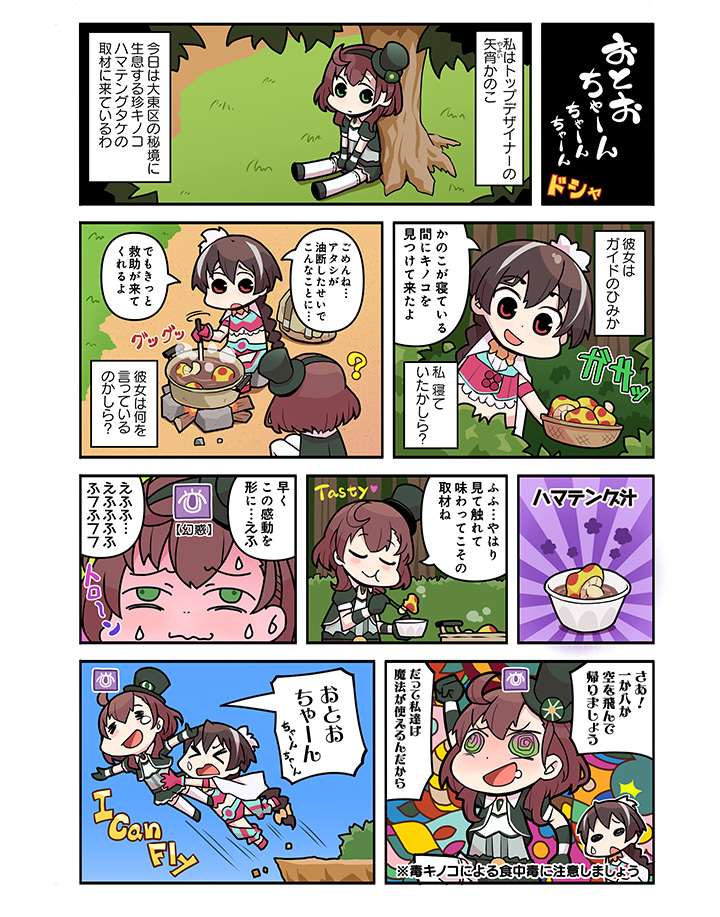 おとお
ちゃーん
ちゃーん
ちゃーん
ドシャ
私はトップデザイナーの
矢宵かのこ
やよい
今日は大東区の秘境に
生息する珍キノコ
ハマテングタケの
取材に来ているわ
彼女は
ガイドのひみか
かのこが寝ている
間にキノコを
見つけて来たよ
ガサッ
私 寝て
いたかしら?
ごめんね…
アタシが
油断したせいで
こんなことに…
でもきっと
救助が来て
くれるよ
グッグッ
?
彼女は何を
言っている
のかしら?
ハマテング汁
ふふ…やはり
見て触れて
味わってこその
取材ね
Tasty♥
早く
この感動を
形に…えふ
【幻惑】
えふふ…
えふふふふ
ふフふフフ
トローン
さあ!
一か八か
空を飛んで
帰りましょう
だって私達は
魔法が使えるんだから
※毒キノコによる食中毒に注意しましょう
おとお
ちゃーん
ちゃーんちゃーん
I Can
Fly